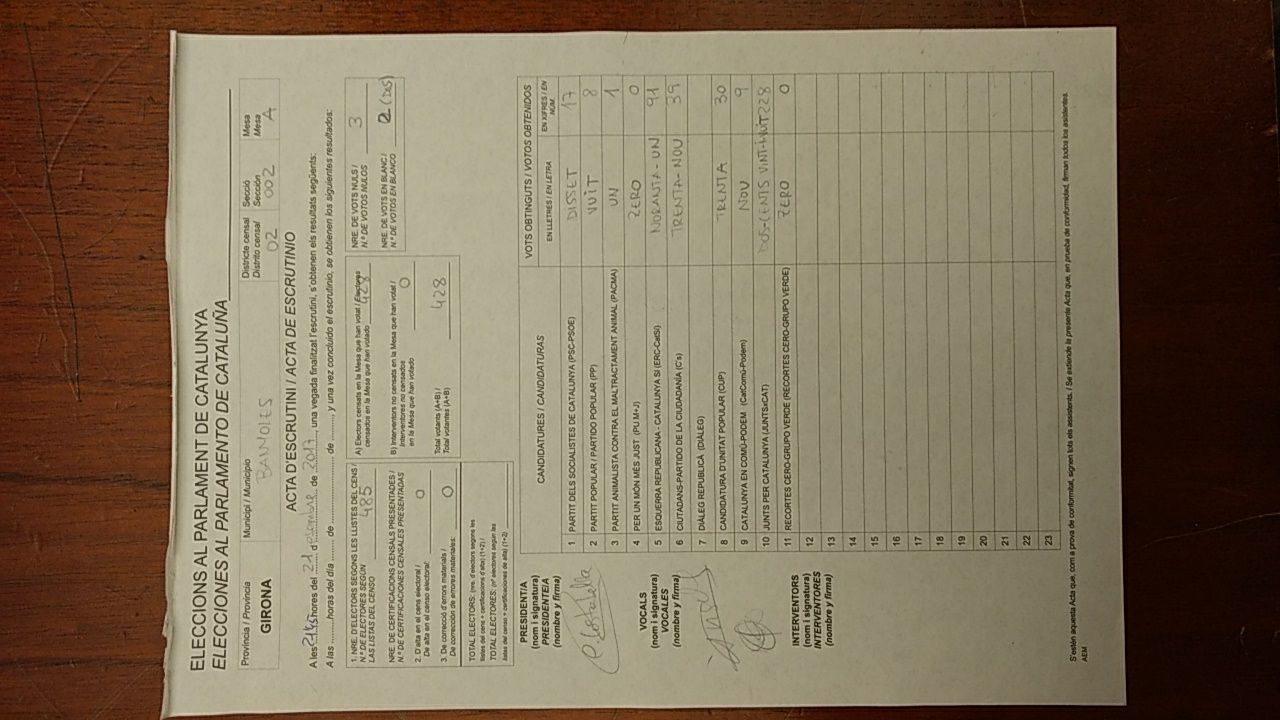 ELECCIONS AL PARLAMENT DE CATALUNYA
ELECCIONES AL PARLAMENTO DE CATALUÑA
Província / Provincia
GIRONA
Municipi / Municipio
BANYOLES
Districte censal
Distrito censal
02
Secció
Sección
002
Mesa
Mesa
A
ACTA D'ESCRUTINI / ACTA DE ESCRUTINIO
A les 21:45 hores del 21 d' desembre de 2017, una vegada finalitzat l'escrutini, s'obtenen els resultats següents:
A las ........ horas del día ........ de ........................ de ........, y una vez concluido el escrutinio, se obtienen los siguientes resultados:
1. NRE. D'ELECTORS SEGONS LES LLISTES DEL CENS /
N.º DE ELECTORES SEGÚN
LAS LISTAS DEL CENSO 485
NRE. DE CERTIFICACIONS CENSALS PRESENTADES /
N.º DE CERTIFICACIONES CENSALES PRESENTADAS
2. D'alta en el cens electoral /
De alta en el censo electoral: 0
3. De correcció d'errors materials /
De corrección de errores materiales: 0
TOTAL ELECTORS: (nre. d'electors segons les
llistes del cens + certificacions d'alta) (1+2) /
TOTAL ELECTORES: (nº electores según las
listas del censo + certificaciones de alta) (1+2)
A) Electors censats en la Mesa que han votat / Electores
censados en la Mesa que han votado 428
B) Interventors no censats en la Mesa que han votat /
Interventores no censados
en la Mesa que han votado 0
Total votants (A+B) /
Total votantes (A+B) 428
NRE. DE VOTS NULS /
N.º DE VOTOS NULOS 3
NRE. DE VOTS EN BLANC /
N.º DE VOTOS EN BLANCO 2 (DOS)
CANDIDATURES / CANDIDATURAS
VOTS OBTINGUTS / VOTOS OBTENIDOS
EN LLETRES / EN LETRA
EN XIFRES / EN NÚM.
1 PARTIT DELS SOCIALISTES DE CATALUNYA (PSC-PSOE) DISSET 17
2 PARTIT POPULAR / PARTIDO POPULAR (PP) VUIT 8
3 PARTIT ANIMALISTA CONTRA EL MALTRACTAMENT ANIMAL (PACMA) UN 1
4 PER UN MÓN MÉS JUST (PUM+J) ZERO 0
5 ESQUERRA REPUBLICANA - CATALUNYA SÍ (ERC-CatSí) NORANTA-UN 91
6 CIUTADANS-PARTIDO DE LA CIUDADANÍA (C's) TRENTA-NOU 39
7 DIÀLEG REPUBLICÀ (DIÀLEG)
8 CANDIDATURA D'UNITAT POPULAR (CUP) TRENTA 30
9 CATALUNYA EN COMÚ-PODEM (CatComú-Podem) NOU 9
10 JUNTS PER CATALUNYA (JUNTSxCAT) DOS-CENTS VINT-I-VUIT 228
11 RECORTES CERO-GRUPO VERDE (RECORTES CERO-GRUPO VERDE) ZERO 0
12
13
14
15
16
17
18
19
20
21
22
23
PRESIDENT/A
(nom i signatura)
PRESIDENTE/A
(nombre y firma)
VOCALS
(nom i signatura)
VOCALES
(nombre y firma)
INTERVENTORS
(nom i signatura)
INTERVENTORES
(nombre y firma)
S'estén aquesta Acta que, com a prova de conformitat, signen tots els assistents. / Se extiende la presente Acta que, en prueba de conformidad, firman todos los asistentes.
AEM